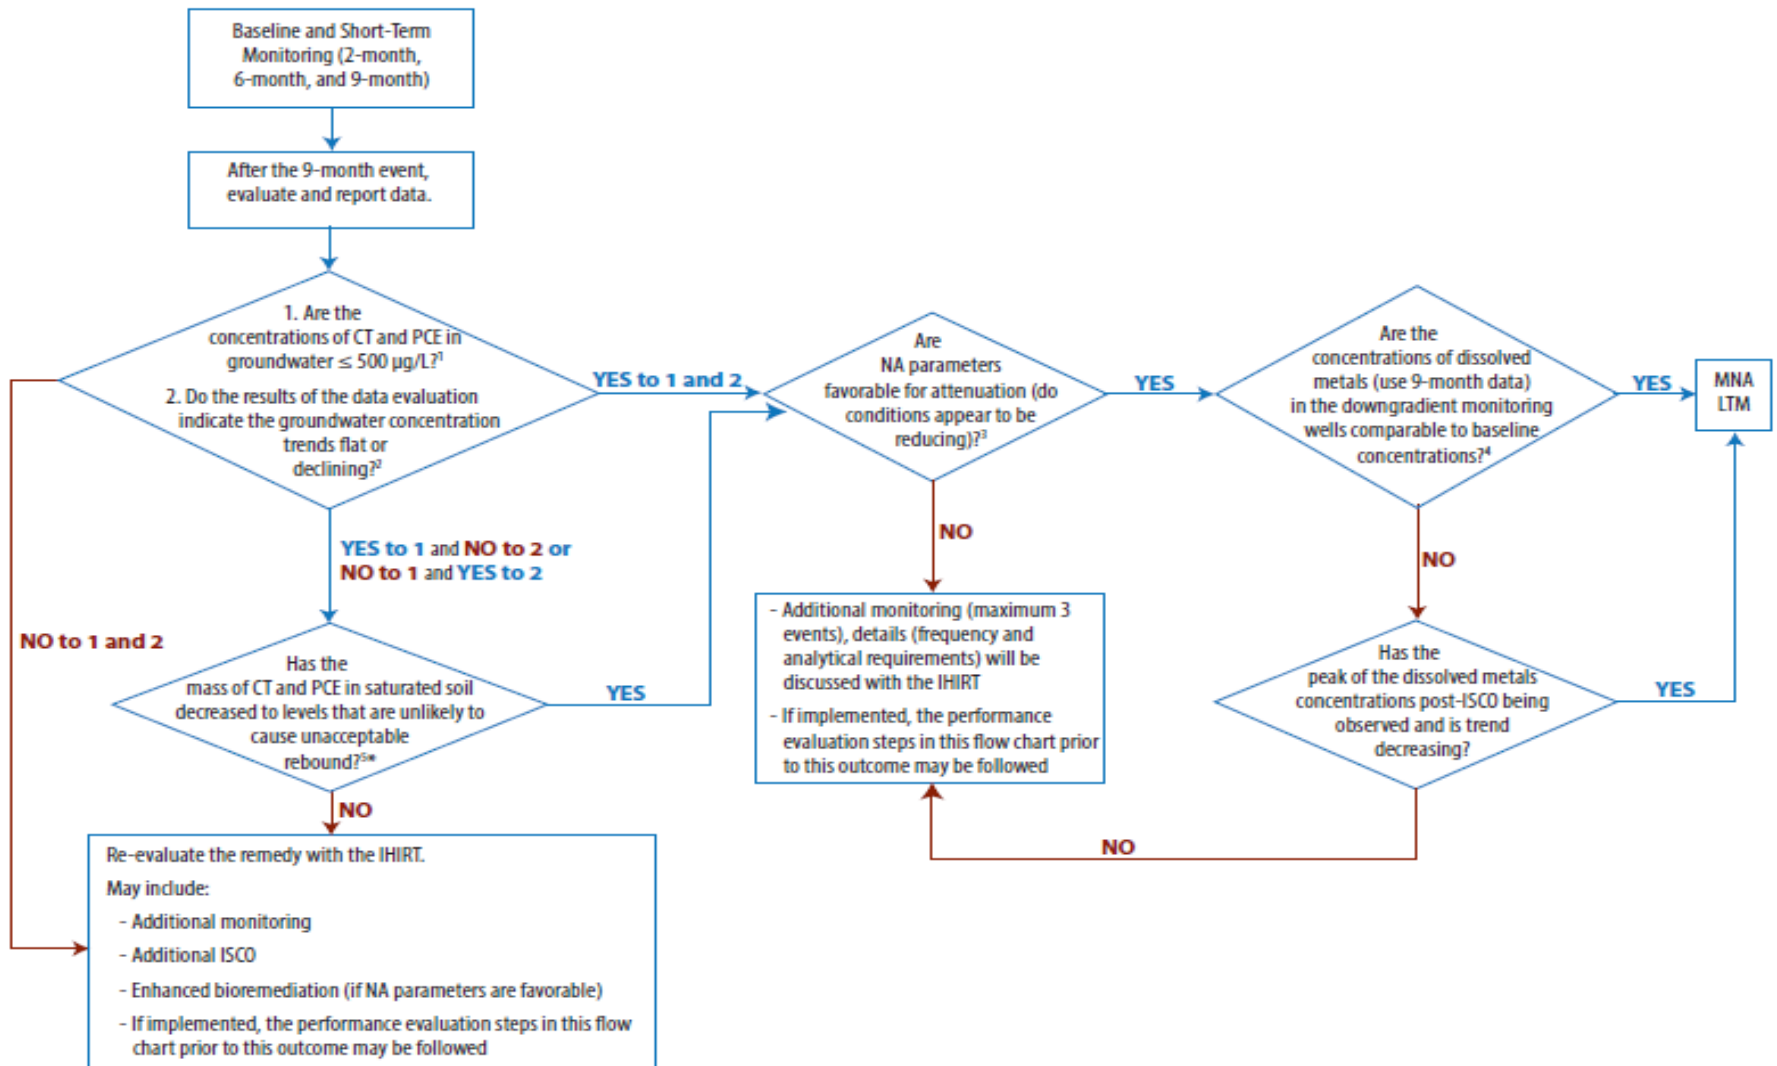 Baseline and Short-Term
Monitoring (2-month,
6-month, and 9-month)
After the 9-month event,
evaluate and report data.
1. Are the
concentrations of CT and PCE in
groundwater ≤ 500 µg/L?¹
2. Do the results of the data evaluation
indicate the groundwater concentration
trends flat or
declining?²
YES to 1 and 2
YES to 1 and NO to 2 or
NO to 1 and YES to 2
NO to 1 and 2
Has the
mass of CT and PCE in saturated soil
decreased to levels that are unlikely to
cause unacceptable
rebound?⁵*
YES
NO
Re-evaluate the remedy with the IHIRT.
May include:
- Additional monitoring
- Additional ISCO
- Enhanced bioremediation (if NA parameters are favorable)
- If implemented, the performance evaluation steps in this flow
chart prior to this outcome may be followed
Are
NA parameters
favorable for attenuation (do
conditions appear to be
reducing)?³
YES
NO
- Additional monitoring (maximum 3
events), details (frequency and
analytical requirements) will be
discussed with the IHIRT
- If implemented, the performance
evaluation steps in this flow chart prior
to this outcome may be followed
Are the
concentrations of dissolved
metals (use 9-month data)
in the downgradient monitoring
wells comparable to baseline
concentrations?⁴
YES
NO
MNA
LTM
Has the
peak of the dissolved metals
concentrations post-ISCO being
observed and is trend
decreasing?
YES
NO